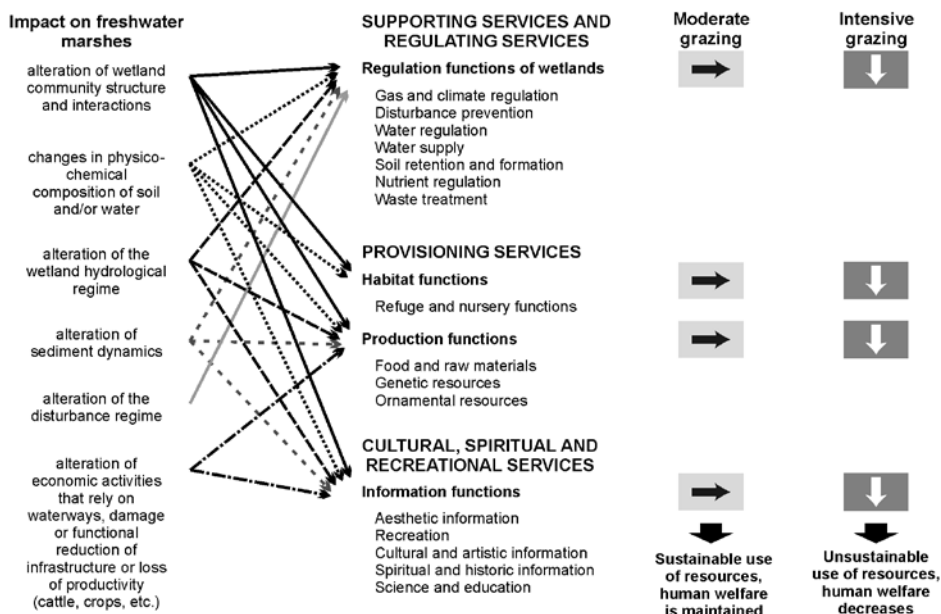 Impact on freshwater
marshes
alteration of wetland
community structure
and interactions
changes in physico-
chemical
composition of soil
and/or water
alteration of the
wetland hydrological
regime
alteration of
sediment dynamics
alteration of the
disturbance regime
alteration of
economic activities
that rely on
waterways, damage
or functional
reduction of
infrastructure or loss
of productivity
(cattle, crops, etc.)
SUPPORTING SERVICES AND
REGULATING SERVICES
Regulation functions of wetlands
Gas and climate regulation
Disturbance prevention
Water regulation
Water supply
Soil retention and formation
Nutrient regulation
Waste treatment
PROVISIONING SERVICES
Habitat functions
Refuge and nursery functions
Production functions
Food and raw materials
Genetic resources
Ornamental resources
CULTURAL, SPIRITUAL AND
RECREATIONAL SERVICES
Information functions
Aesthetic information
Recreation
Cultural and artistic information
Spiritual and historic information
Science and education
Moderate
grazing
Sustainable use
of resources,
human welfare
is maintained
Intensive
grazing
Unsustainable
use of resources,
human welfare
decreases